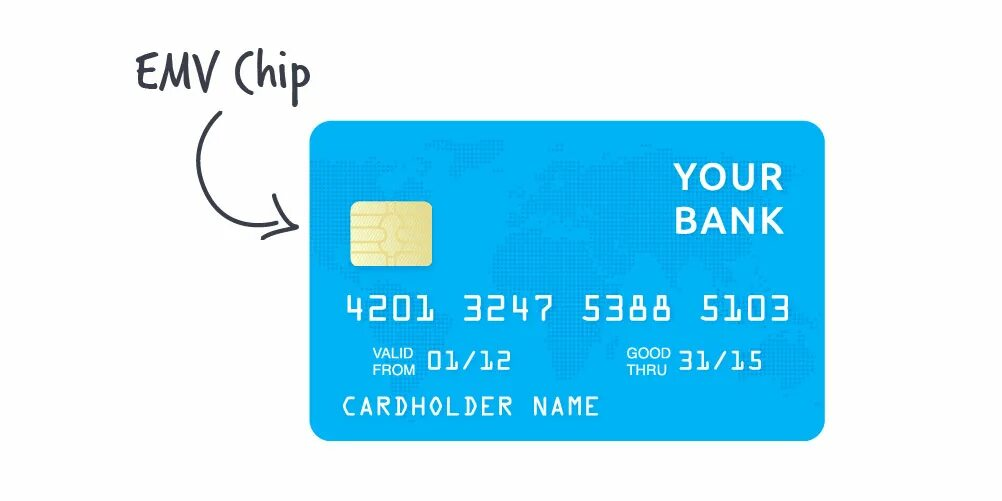 EMV Chip
YOUR
BANK
4201 3247 5388 5103
VALID
FROM 01/12
GOOD
THRU 31/15
CARDHOLDER NAME